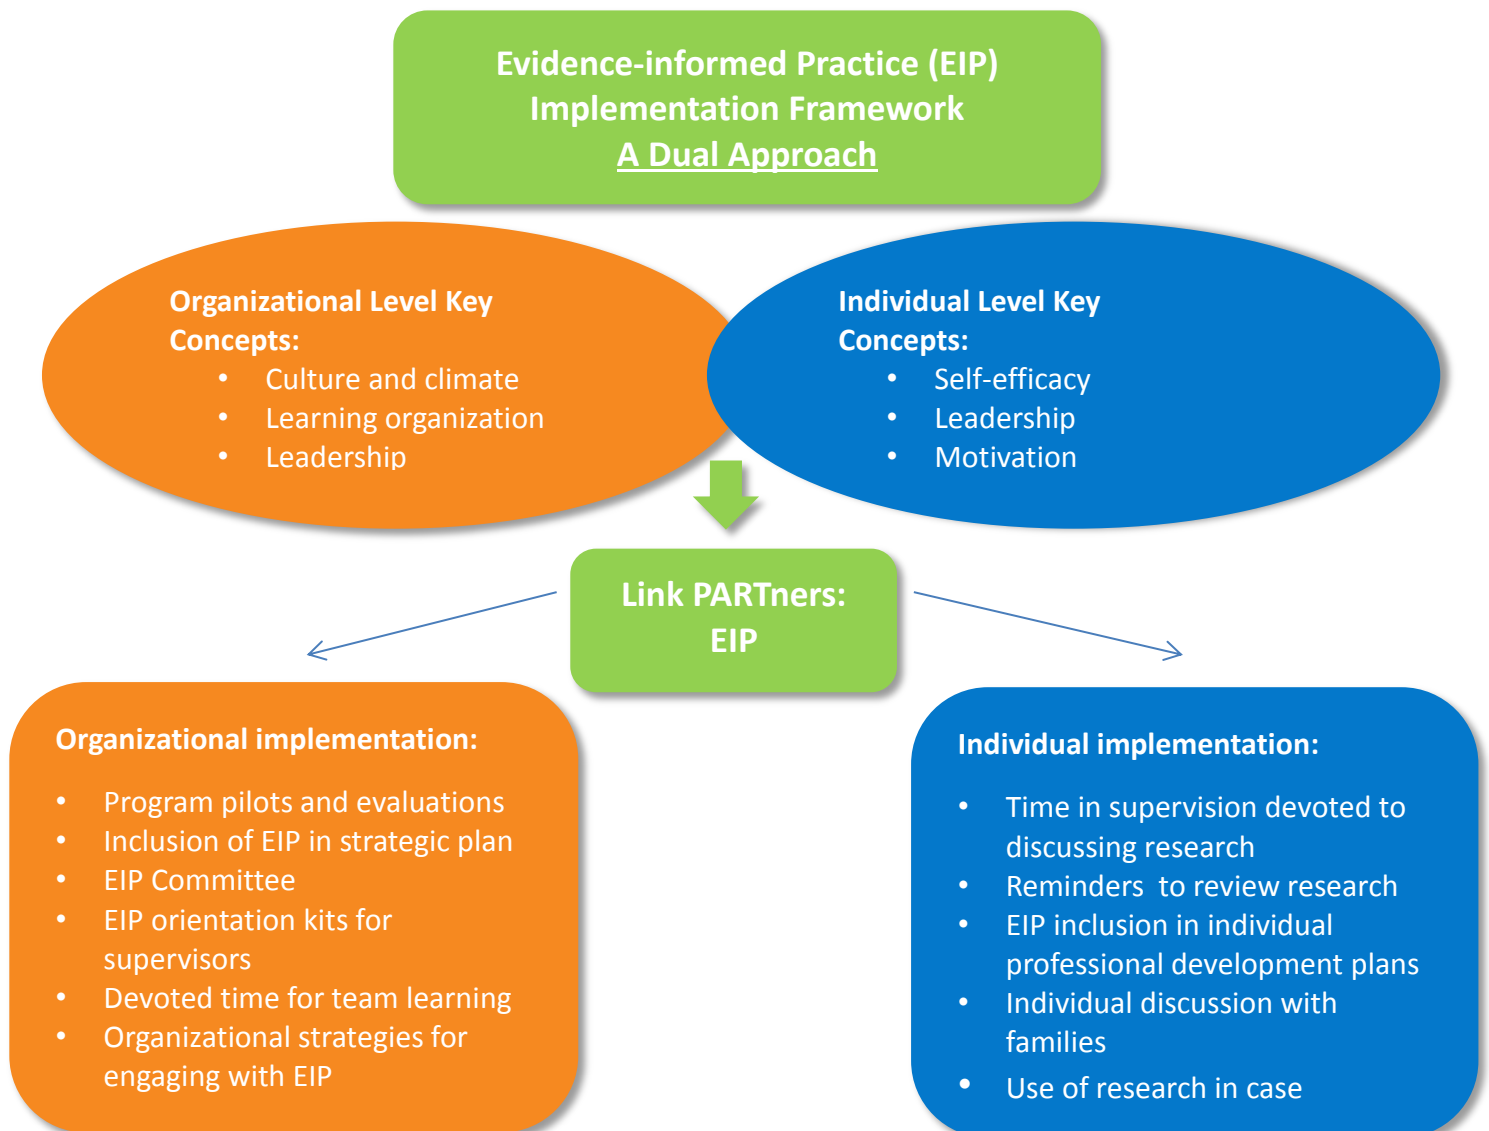 Evidence-informed Practice (EIP)
Implementation Framework
A Dual Approach
Organizational Level Key
Concepts:
• Culture and climate
• Learning organization
• Leadership
Individual Level Key
Concepts:
• Self-efficacy
• Leadership
• Motivation
Link PARTners:
EIP
Organizational implementation:
• Program pilots and evaluations
• Inclusion of EIP in strategic plan
• EIP Committee
• EIP orientation kits for
supervisors
• Devoted time for team learning
• Organizational strategies for
engaging with EIP
Individual implementation:
• Time in supervision devoted to
discussing research
• Reminders  to review research
• EIP inclusion in individual
professional development plans
• Individual discussion with
families
• Use of research in case